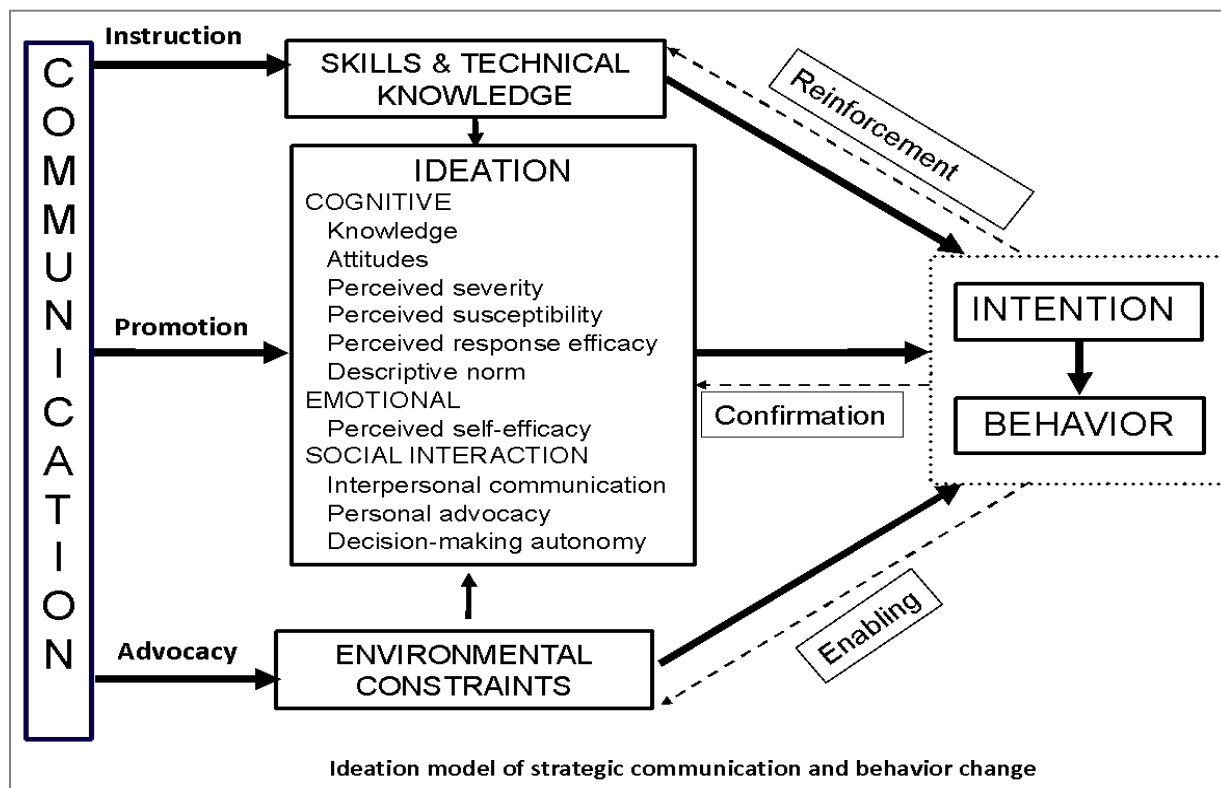 COMMUNICATION
Instruction
SKILLS & TECHNICAL
KNOWLEDGE
Reinforcement
IDEATION
COGNITIVE
Knowledge
Attitudes
Perceived severity
Perceived susceptibility
Perceived response efficacy
Descriptive norm
EMOTIONAL
Perceived self-efficacy
SOCIAL INTERACTION
Interpersonal communication
Personal advocacy
Decision-making autonomy
Promotion
Confirmation
INTENTION
BEHAVIOR
Advocacy
ENVIRONMENTAL
CONSTRAINTS
Enabling
Ideation model of strategic communication and behavior change